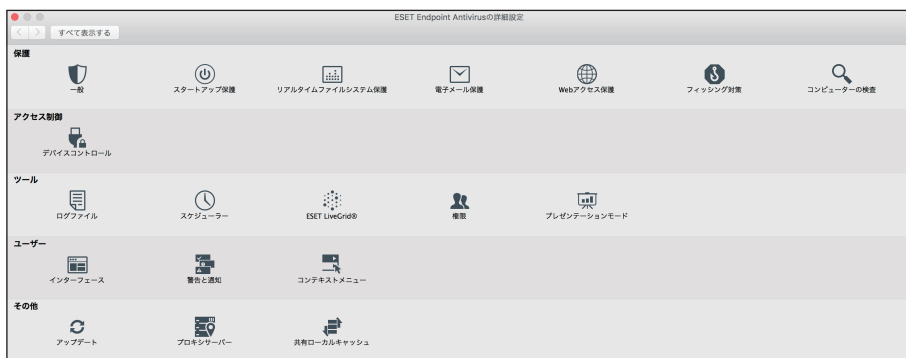 ESET Endpoint Antivirusの詳細設定
すべて表示する
保護
一般
スタートアップ保護
リアルタイムファイルシステム保護
電子メール保護
Webアクセス保護
フィッシング対策
コンピューターの検査
アクセス制御
デバイスコントロール
ツール
ログファイル
スケジューラー
ESET LiveGrid®
権限
プレゼンテーションモード
ユーザー
インターフェース
警告と通知
コンテキストメニュー
その他
アップデート
プロキシサーバー
共有ローカルキャッシュ